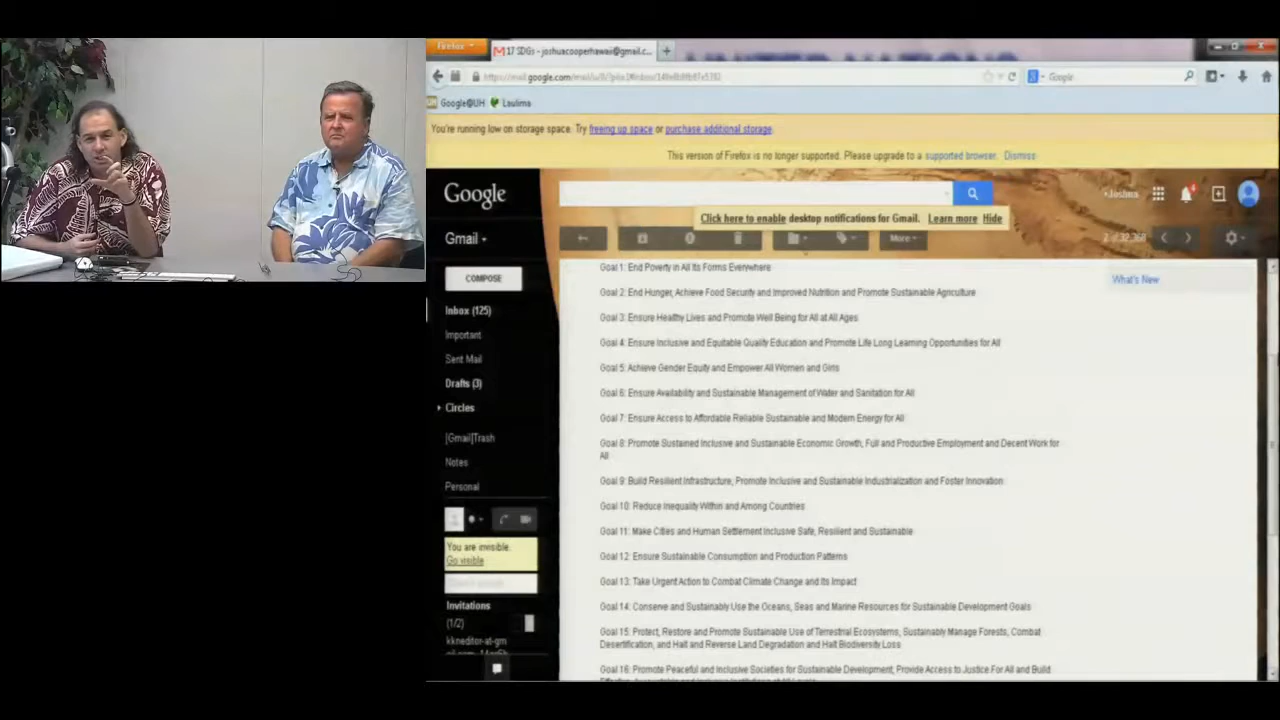 Firefox
17 SDGs - joshuacooperhawaii@gmail.c...
UNITED NATIONS
Google
Google@UH Laulima
You're running low on storage space. Try freeing up space or purchase additional storage.
This version of Firefox is no longer supported. Please upgrade to a supported browser. Dismiss
Google
+Joshua
4
Click here to enable desktop notifications for Gmail. Learn more Hide
Gmail
More
COMPOSE
Inbox (125)
Important
Sent Mail
Drafts (3)
Circles
[Gmail]Trash
Notes
Personal
You are invisible.
Go visible
Invitations
(1/2)
kkneditor-at-gm
Goal 1: End Poverty in All Its Forms Everywhere
Goal 2: End Hunger, Achieve Food Security and Improved Nutrition and Promote Sustainable Agriculture
Goal 3: Ensure Healthy Lives and Promote Well Being for All at All Ages
Goal 4: Ensure Inclusive and Equitable Quality Education and Promote Life Long Learning Opportunities for All
Goal 5: Achieve Gender Equity and Empower All Women and Girls
Goal 6: Ensure Availability and Sustainable Management of Water and Sanitation for All
Goal 7: Ensure Access to Affordable Reliable Sustainable and Modern Energy for All
Goal 8: Promote Sustained Inclusive and Sustainable Economic Growth, Full and Productive Employment and Decent Work for
All
Goal 9: Build Resilient Infrastructure, Promote Inclusive and Sustainable Industrialization and Foster Innovation
Goal 10: Reduce Inequality Within and Among Countries
Goal 11: Make Cities and Human Settlement Inclusive Safe, Resilient and Sustainable
Goal 12: Ensure Sustainable Consumption and Production Patterns
Goal 13: Take Urgent Action to Combat Climate Change and Its Impact
Goal 14: Conserve and Sustainably Use the Oceans, Seas and Marine Resources for Sustainable Development Goals
Goal 15: Protect, Restore and Promote Sustainable Use of Terrestrial Ecosystems, Sustainably Manage Forests, Combat
Desertification, and Halt and Reverse Land Degradation and Halt Biodiversity Loss
Goal 16: Promote Peaceful and Inclusive Societies for Sustainable Development, Provide Access to Justice For All and Build
What's New